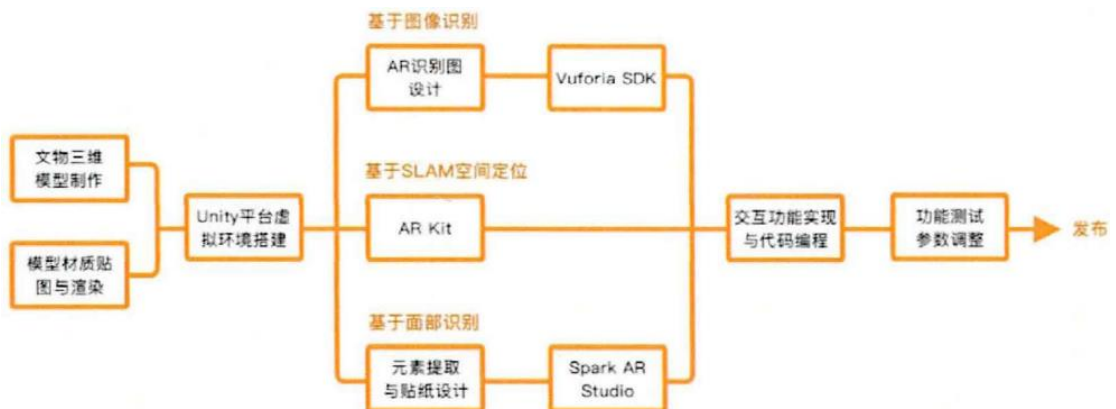 基于图像识别
AR识别图
设计
Vuforia SDK
文物三维
模型制作
模型材质贴
图与渲染
Unity平台虚
拟环境搭建
基于SLAM空间定位
AR Kit
基于面部识别
元素提取
与贴纸设计
Spark AR
Studio
交互功能实现
与代码编程
功能测试
参数调整
发布